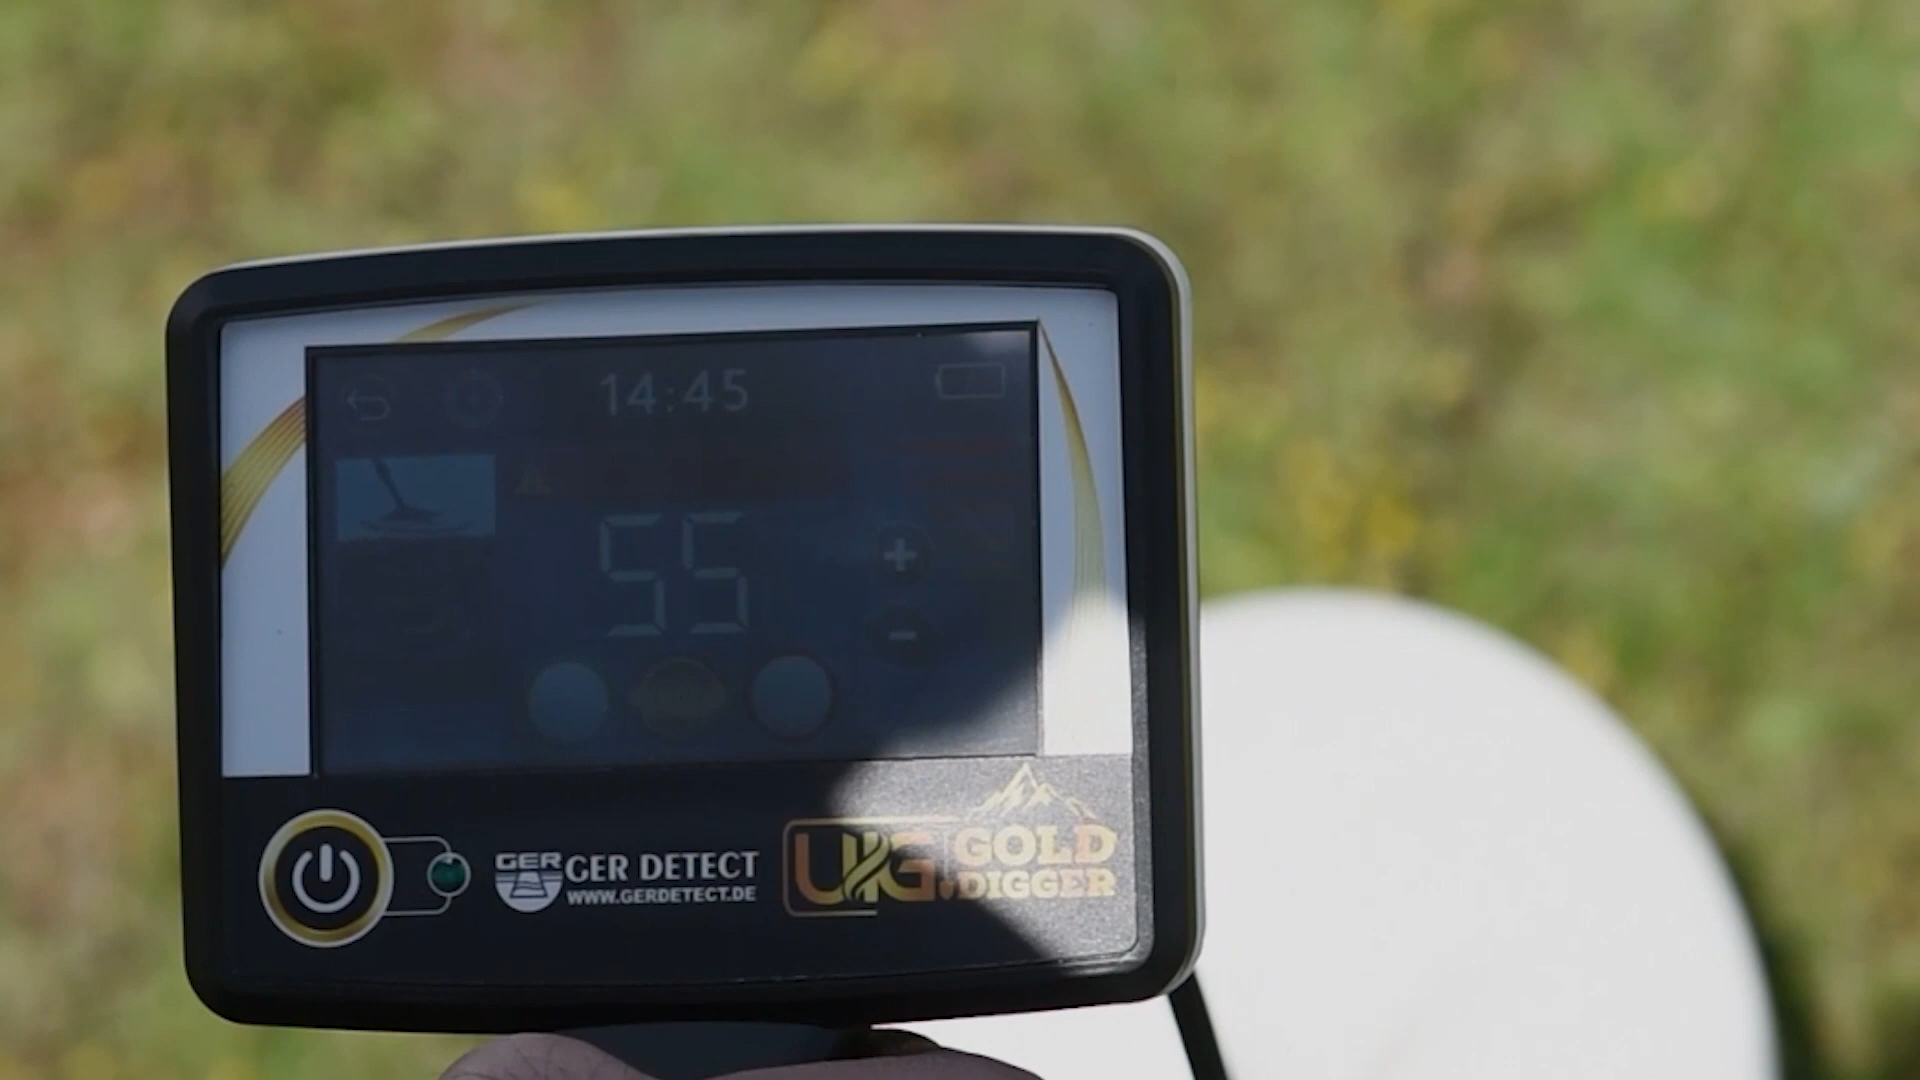 14:45
55
+
-
GER GER DETECT
WWW.GERDETECT.DE
UIG
GOLD
DIGGER